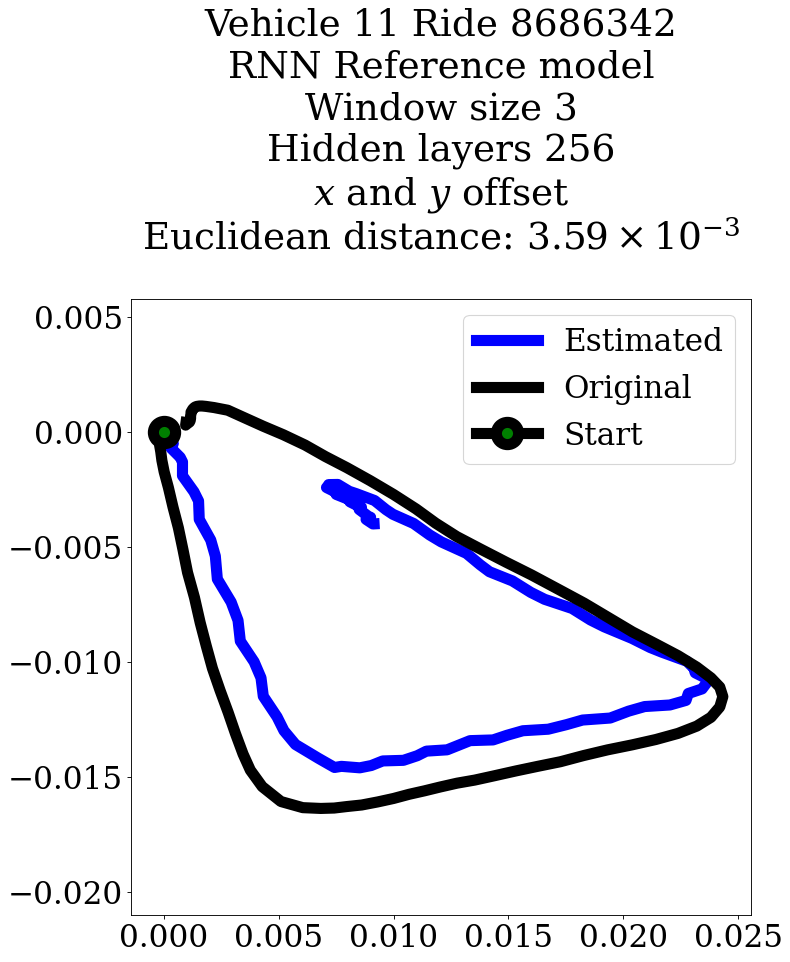 Vehicle 11 Ride 8686342
RNN Reference model
Window size 3
Hidden layers 256
x and y offset
Euclidean distance: 3.59 × 10⁻³
Estimated
Original
Start
0.005
0.000
−0.005
−0.010
−0.015
−0.020
0.000 0.005 0.010 0.015 0.020 0.025